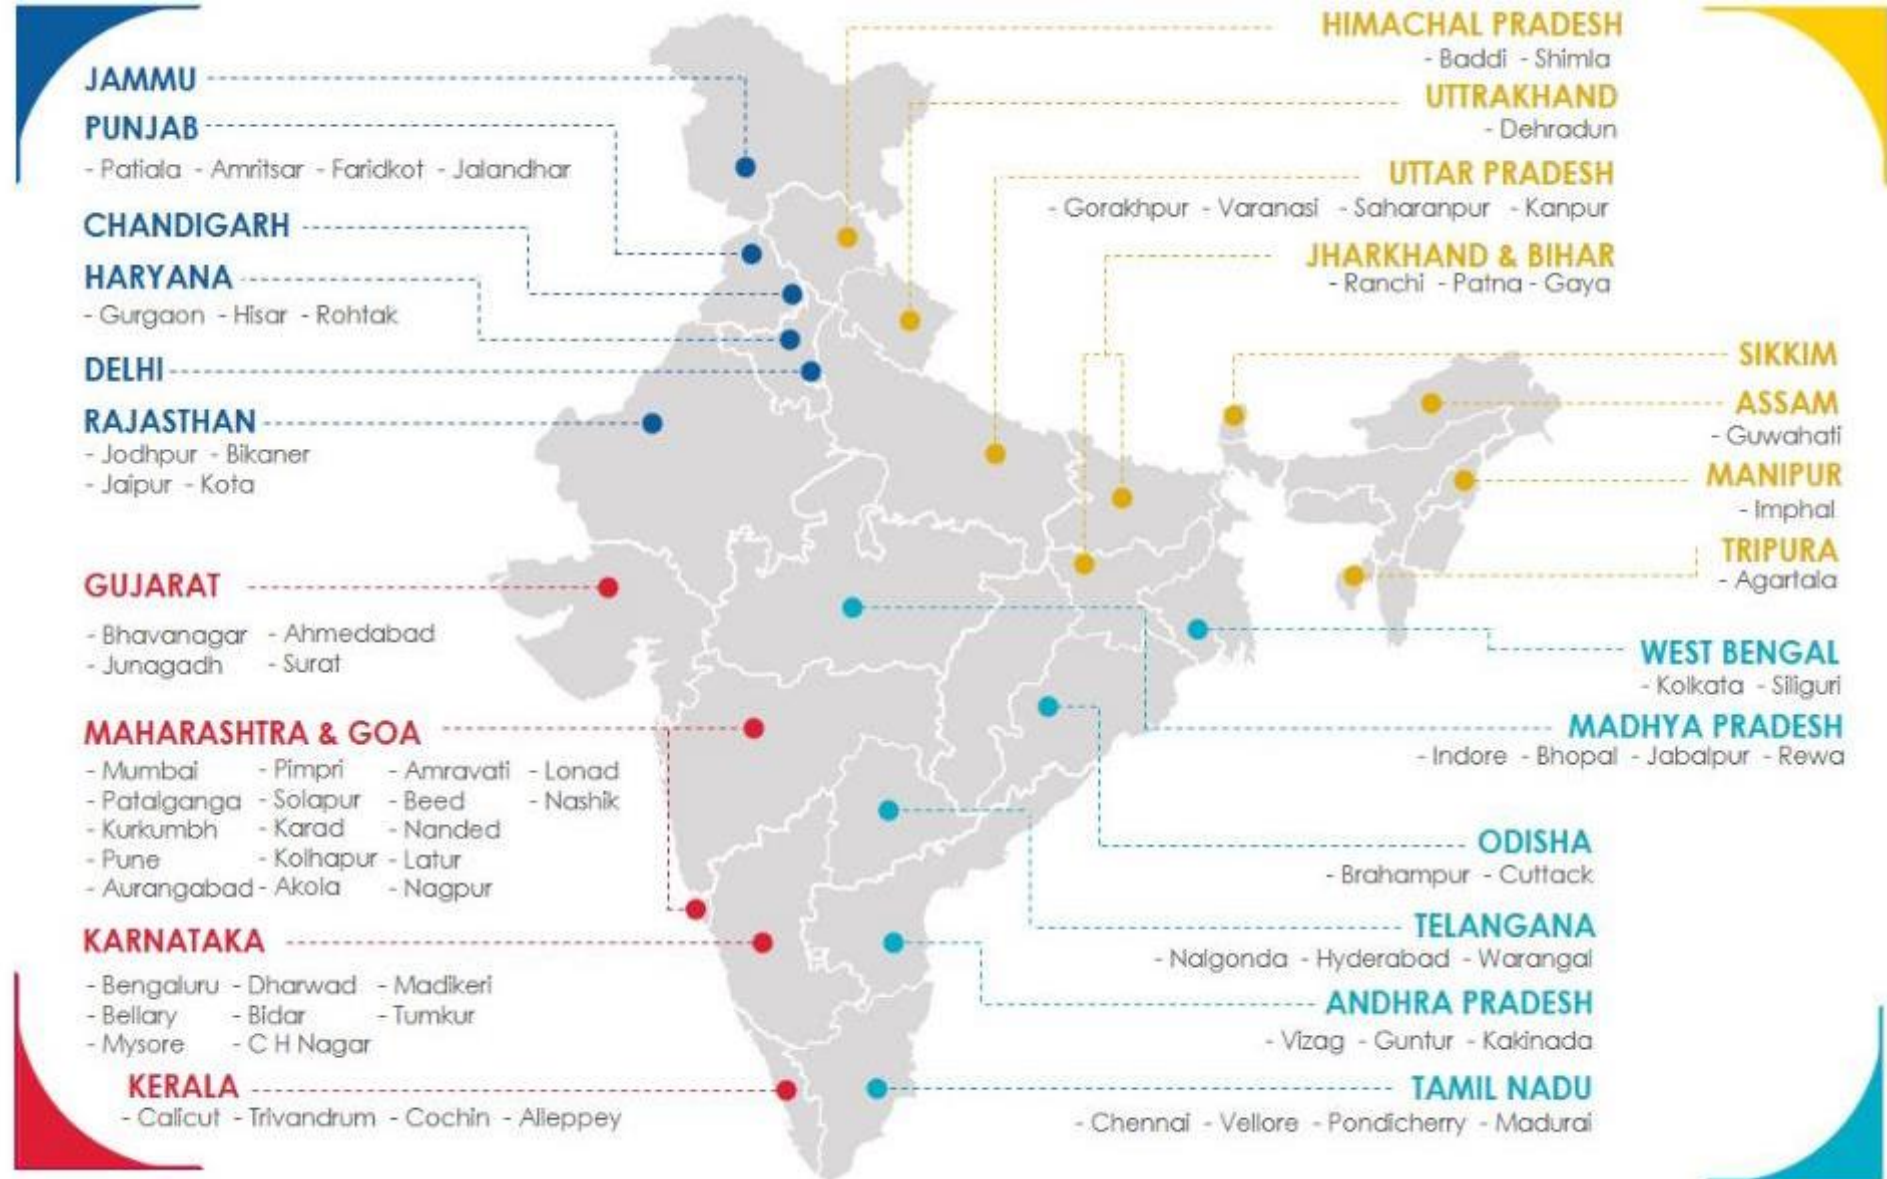 JAMMU
PUNJAB
- Patiala - Amritsar - Faridkot - Jalandhar
CHANDIGARH
HARYANA
- Gurgaon - Hisar - Rohtak
DELHI
RAJASTHAN
- Jodhpur - Bikaner
- Jaipur - Kota
GUJARAT
- Bhavanagar - Ahmedabad
- Junagadh - Surat
MAHARASHTRA & GOA
- Mumbai - Pimpri - Amravati - Lonad
- Patalganga - Solapur - Beed - Nashik
- Kurkumbh - Karad - Nanded
- Pune - Kolhapur - Latur
- Aurangabad - Akola - Nagpur
KARNATAKA
- Bengaluru - Dharwad - Madikeri
- Bellary - Bidar - Tumkur
- Mysore - C H Nagar
KERALA
- Calicut - Trivandrum - Cochin - Alleppey
HIMACHAL PRADESH
- Baddi - Shimla
UTTRAKHAND
- Dehradun
UTTAR PRADESH
- Gorakhpur - Varanasi - Saharanpur - Kanpur
JHARKHAND & BIHAR
- Ranchi - Patna - Gaya
SIKKIM
ASSAM
- Guwahati
MANIPUR
- Imphal
TRIPURA
- Agartala
WEST BENGAL
- Kolkata - Siliguri
MADHYA PRADESH
- Indore - Bhopal - Jabalpur - Rewa
ODISHA
- Brahampur - Cuttack
TELANGANA
- Nalgonda - Hyderabad - Warangal
ANDHRA PRADESH
- Vizag - Guntur - Kakinada
TAMIL NADU
- Chennai - Vellore - Pondicherry - Madurai